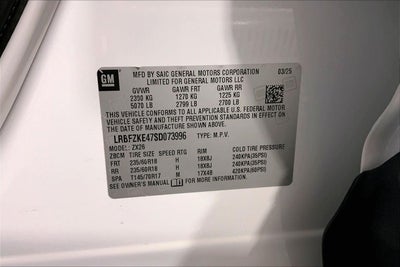 GM
MFD BY SAIC GENERAL MOTORS CORPORATION 03/25
LIMITED FOR GENERAL MOTORS LLC
GVWR GAWR FRT GAWR RR
2300 KG 1270 KG 1225 KG
5070 LB 2799 LB 2700 LB
THIS VEHICLE CONFORMS TO ALL APPLICABLE U.S. FEDERAL MOTOR
VEHICLE SAFETY AND THEFT PREVENTION STANDARDS IN EFFECT ON
THE DATE OF MANUFACTURE SHOWN ABOVE.
LRBFZKE47SD073996 TYPE: M.P.V.
MODEL: ZX26
ZBCM TIRE SIZE SPEED RTG RIM COLD TIRE PRESSURE
FRT 235/60R18 H 18X8J 240KPA(35PSI)
RR 235/60R18 H 18X8J 240KPA(35PSI)
SPA T145/70R17 M 17X4B 420KPA(60PSI)
SEE OWNER'S MANUAL FOR MORE INFORMATION.